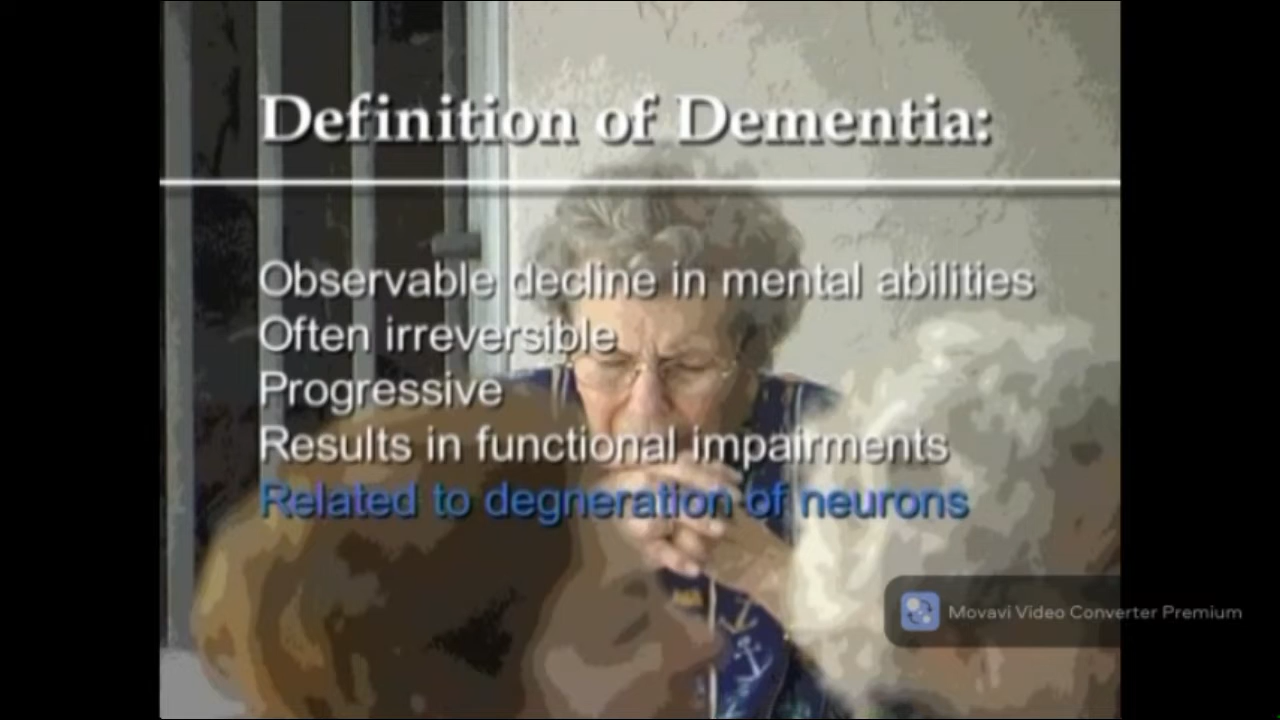 Definition of Dementia:
Observable decline in mental abilities
Often irreversible
Progressive
Results in functional impairments
Related to degneration of neurons
Movavi Video Converter Premium